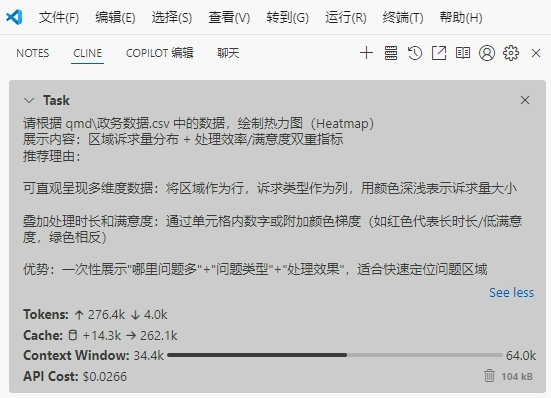 文件(F) 编辑(E) 选择(S) 查看(V) 转到(G) 运行(R) 终端(T) 帮助(H)
NOTES CLINE COPILOT 编辑 聊天
Task
请根据 qmd\政务数据.csv 中的数据，绘制热力图（Heatmap）
展示内容：区域诉求量分布 + 处理效率/满意度双重指标
推荐理由：
可直观呈现多维度数据：将区域作为行，诉求类型作为列，用颜色深浅表示诉求量大小
叠加处理时长和满意度：通过单元格内数字或附加颜色梯度（如红色代表长时长/低满意
度，绿色相反）
优势：一次性展示"哪里问题多"+"问题类型"+"处理效果"，适合快速定位问题区域
See less
Tokens: ↑ 276.4k ↓ 4.0k
Cache: +14.3k → 262.1k
Context Window: 34.4k 64.0k
API Cost: $0.0266 104 kB